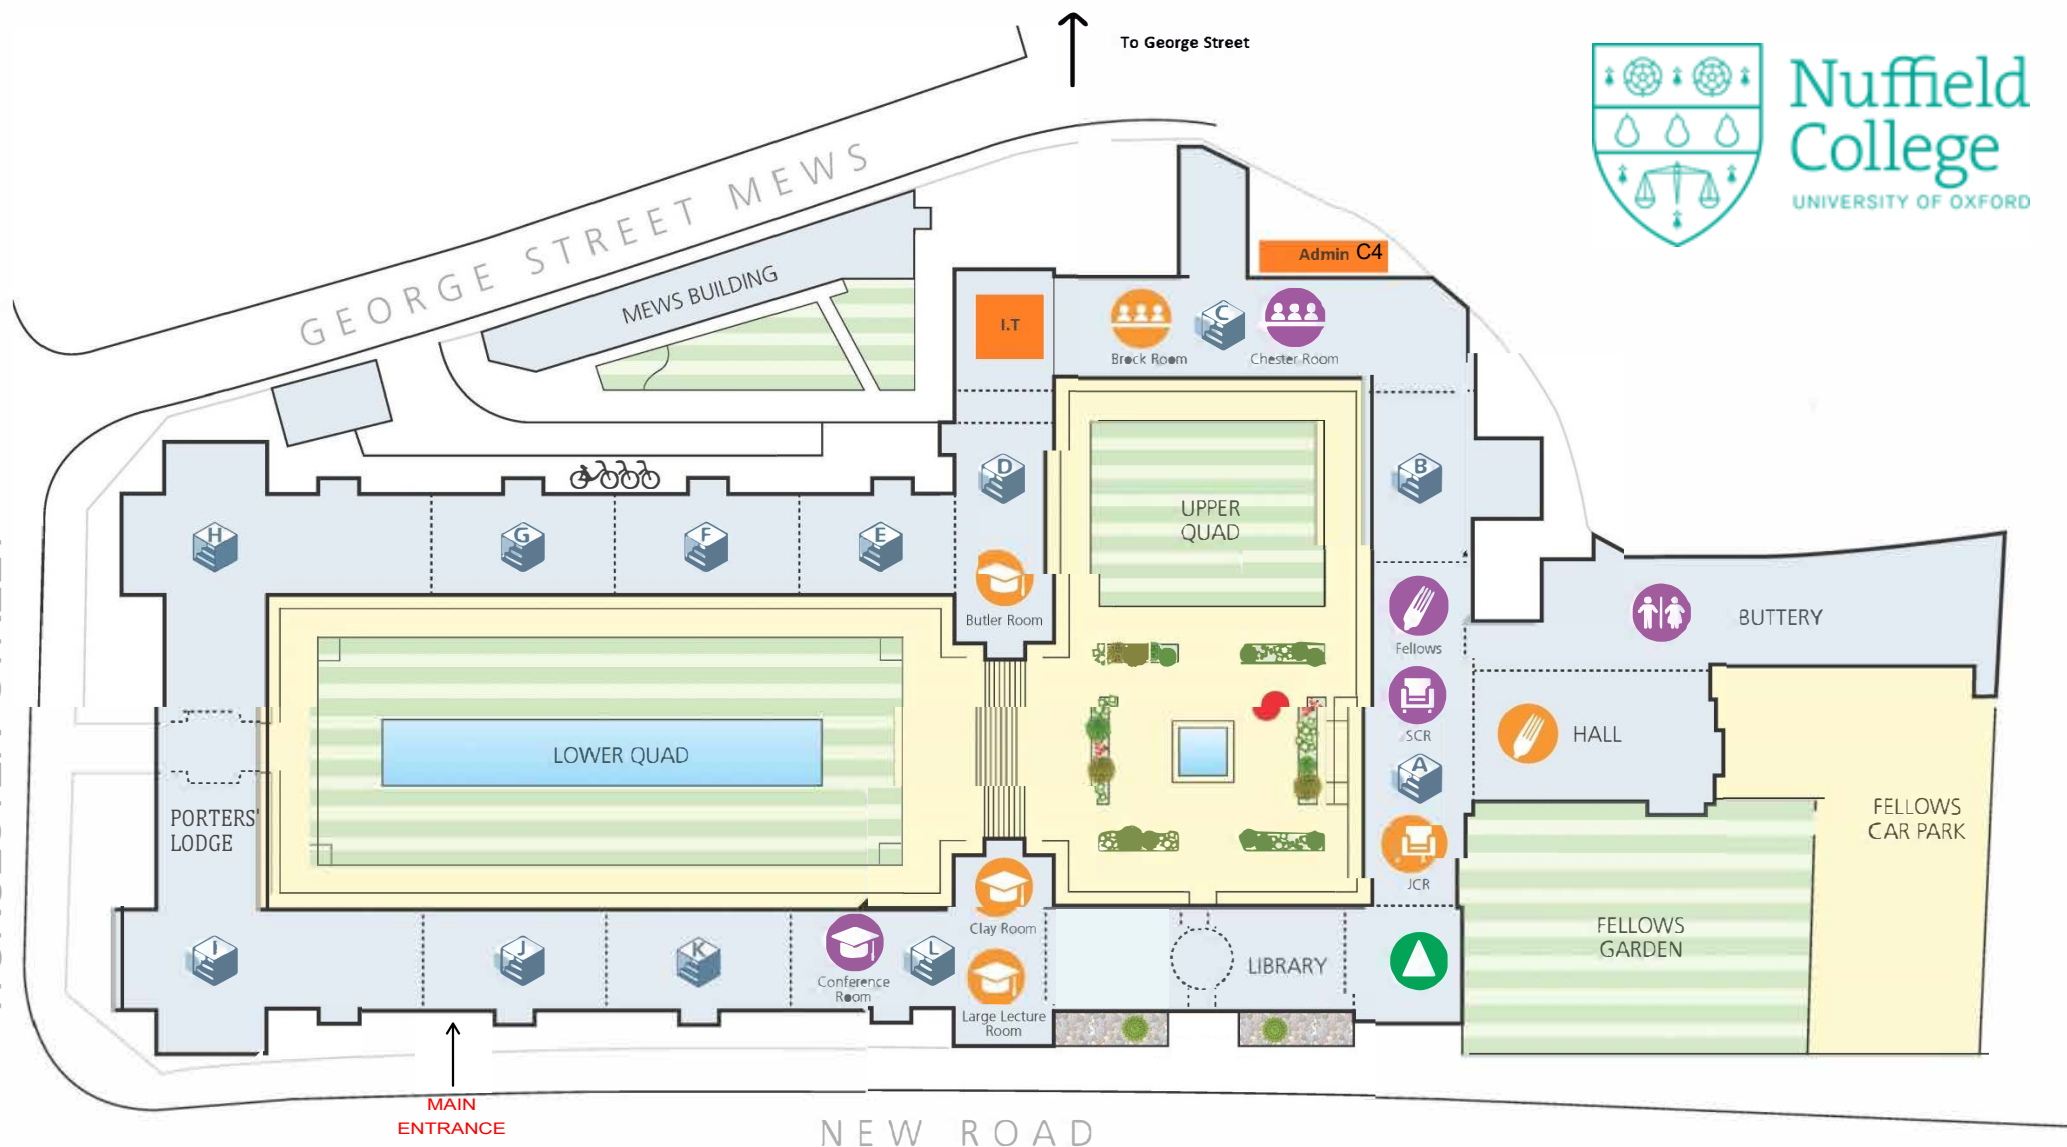 To George Street
Nuffield
College
UNIVERSITY OF OXFORD
GEORGE STREET MEWS
MEWS BUILDING
Admin C4
I.T
Brock Room
C
Chester Room
D
B
UPPER
QUAD
H
G
F
E
Butler Room
Fellows
BUTTERY
SCR
HALL
LOWER QUAD
A
PORTERS'
LODGE
FELLOWS
CAR PARK
JCR
Clay Room
FELLOWS
GARDEN
I
J
K
L
Conference
Room
LIBRARY
Large Lecture
Room
MAIN
ENTRANCE
NEW ROAD